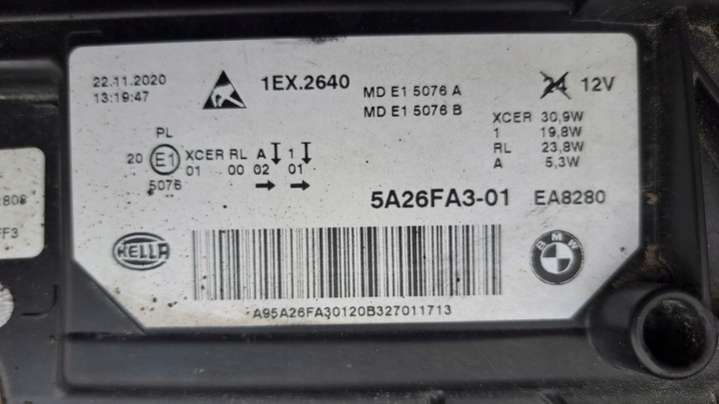 22.11.2020
13:19:47
1EX.2640
MD E1 5076 A
MD E1 5076 B
24 12V
XCER 30,9W
1 19,8W
RL 23,8W
A 5,3W
PL
20 E1 XCER RL A 1
01 00 02 01
5076
5A26FA3-01 EA8280
HELLA
BMW
A95A26FA30120B327011713
FF3